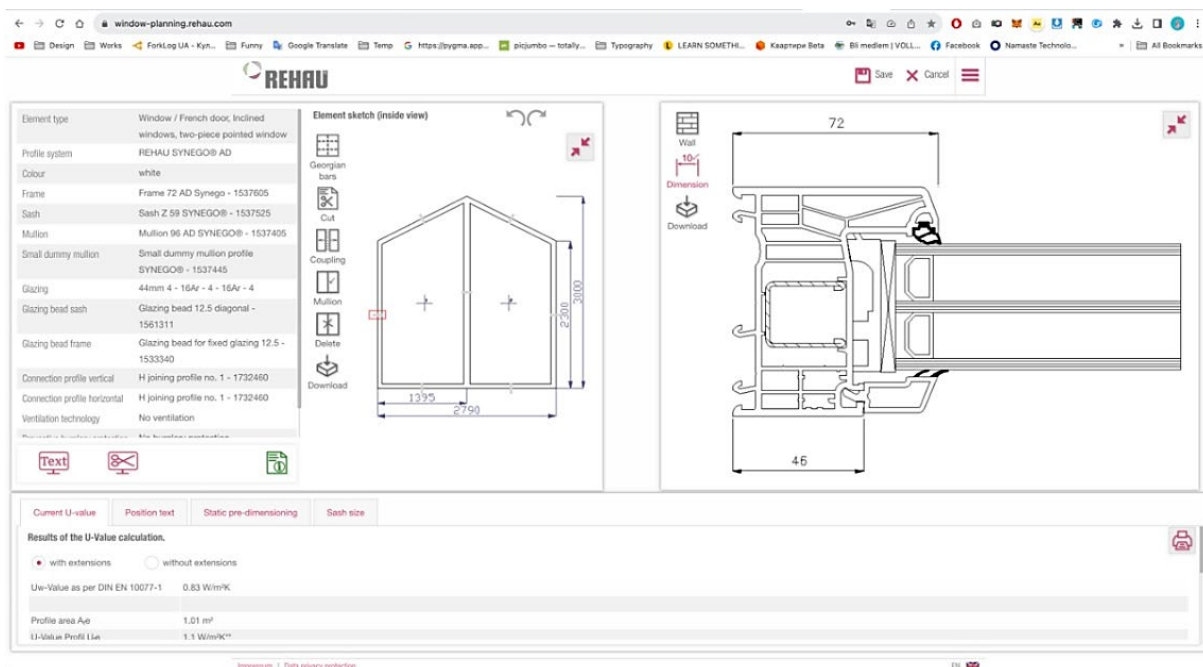 window-planning.rehau.com
Design Works ForkLog UA - Кул... Funny Google Translate Temp https://pygma.app... picjumbo — totally... Typography LEARN SOMETHI... Квартири Beta Bli medlem | VOLL... Facebook Namaste Technolo... » All Bookmarks
REHAU
Save Cancel
Element type Window / French door, Inclined
windows, two-piece pointed window
Profile system REHAU SYNEGO® AD
Colour white
Frame Frame 72 AD Synego - 1537605
Sash Sash Z 59 SYNEGO® - 1537525
Mullion Mullion 96 AD SYNEGO® - 1537405
Small dummy mullion Small dummy mullion profile
SYNEGO® - 1537445
Glazing 44mm 4 - 16Ar - 4 - 16Ar - 4
Glazing bead sash Glazing bead 12.5 diagonal -
1561311
Glazing bead frame Glazing bead for fixed glazing 12.5 -
1533340
Connection profile vertical H joining profile no. 1 - 1732460
Connection profile horizontal H joining profile no. 1 - 1732460
Ventilation technology No ventilation
Text
Element sketch (inside view)
Georgian
bars
Cut
Coupling
Mullion
Delete
Download
2300
3000
1395
2790
Wall
10
Dimension
Download
72
46
Current U-value Position text Static pre-dimensioning Sash size
Results of the U-Value calculation.
with extensions without extensions
Uw-Value as per DIN EN 10077-1 0.83 W/m²K
Profile area A,e 1.01 m²
U-Value Profil U,e 1.1 W/m²K**
Impressum | Data privacy protection
EN